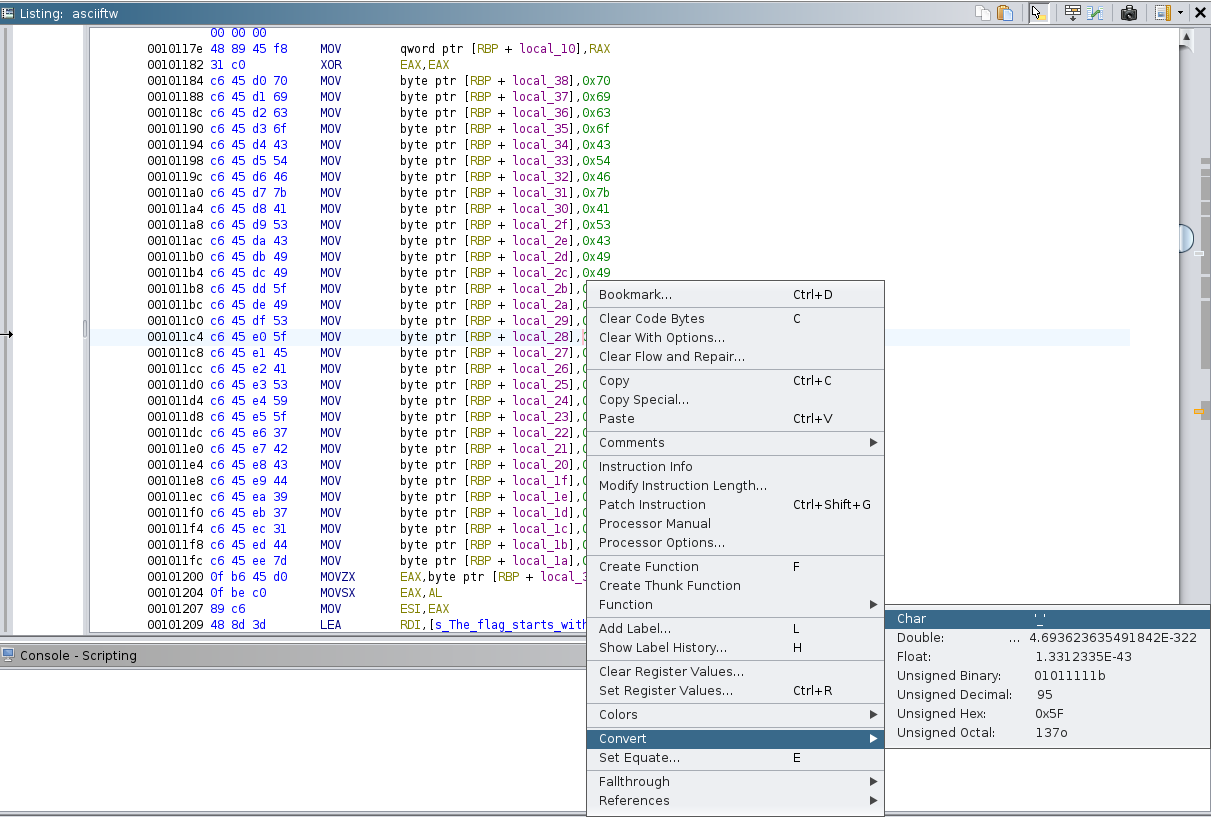 Listing: asciiftw
00 00 00
0010117e 48 89 45 f8 MOV qword ptr [RBP + local_10],RAX
00101182 31 c0 XOR EAX,EAX
00101184 c6 45 d0 70 MOV byte ptr [RBP + local_38],0x70
00101188 c6 45 d1 69 MOV byte ptr [RBP + local_37],0x69
0010118c c6 45 d2 63 MOV byte ptr [RBP + local_36],0x63
00101190 c6 45 d3 6f MOV byte ptr [RBP + local_35],0x6f
00101194 c6 45 d4 43 MOV byte ptr [RBP + local_34],0x43
00101198 c6 45 d5 54 MOV byte ptr [RBP + local_33],0x54
0010119c c6 45 d6 46 MOV byte ptr [RBP + local_32],0x46
001011a0 c6 45 d7 7b MOV byte ptr [RBP + local_31],0x7b
001011a4 c6 45 d8 41 MOV byte ptr [RBP + local_30],0x41
001011a8 c6 45 d9 53 MOV byte ptr [RBP + local_2f],0x53
001011ac c6 45 da 43 MOV byte ptr [RBP + local_2e],0x43
001011b0 c6 45 db 49 MOV byte ptr [RBP + local_2d],0x49
001011b4 c6 45 dc 49 MOV byte ptr [RBP + local_2c],0x49
001011b8 c6 45 dd 5f MOV byte ptr [RBP + local_2b],
001011bc c6 45 de 49 MOV byte ptr [RBP + local_2a],
001011c0 c6 45 df 53 MOV byte ptr [RBP + local_29],
001011c4 c6 45 e0 5f MOV byte ptr [RBP + local_28],
001011c8 c6 45 e1 45 MOV byte ptr [RBP + local_27],
001011cc c6 45 e2 41 MOV byte ptr [RBP + local_26],
001011d0 c6 45 e3 53 MOV byte ptr [RBP + local_25],
001011d4 c6 45 e4 59 MOV byte ptr [RBP + local_24],
001011d8 c6 45 e5 5f MOV byte ptr [RBP + local_23],
001011dc c6 45 e6 37 MOV byte ptr [RBP + local_22],
001011e0 c6 45 e7 42 MOV byte ptr [RBP + local_21],
001011e4 c6 45 e8 43 MOV byte ptr [RBP + local_20],
001011e8 c6 45 e9 44 MOV byte ptr [RBP + local_1f],
001011ec c6 45 ea 39 MOV byte ptr [RBP + local_1e],
001011f0 c6 45 eb 37 MOV byte ptr [RBP + local_1d],
001011f4 c6 45 ec 31 MOV byte ptr [RBP + local_1c],
001011f8 c6 45 ed 44 MOV byte ptr [RBP + local_1b],
001011fc c6 45 ee 7d MOV byte ptr [RBP + local_1a],
00101200 0f b6 45 d0 MOVZX EAX,byte ptr [RBP + local_3
00101204 0f be c0 MOVSX EAX,AL
00101207 89 c6 MOV ESI,EAX
00101209 48 8d 3d LEA RDI,[s_The_flag_starts_with
Bookmark... Ctrl+D
Clear Code Bytes C
Clear With Options...
Clear Flow and Repair...
Copy Ctrl+C
Copy Special...
Paste Ctrl+V
Comments
Instruction Info
Modify Instruction Length...
Patch Instruction Ctrl+Shift+G
Processor Manual
Processor Options...
Create Function F
Create Thunk Function
Function
Add Label... L
Show Label History... H
Clear Register Values...
Set Register Values... Ctrl+R
Colors
Convert
Set Equate... E
Fallthrough
References
Char '_'
Double: ... 4.693623635491842E-322
Float: 1.3312335E-43
Unsigned Binary: 01011111b
Unsigned Decimal: 95
Unsigned Hex: 0x5F
Unsigned Octal: 137o
Console - Scripting